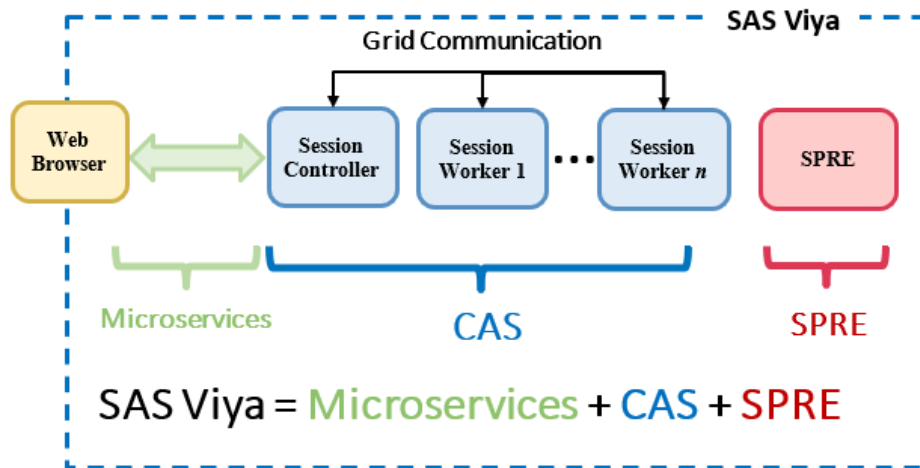 SAS Viya
Grid Communication
Web
Browser
Session
Controller
Session
Worker 1
...
Session
Worker n
SPRE
Microservices
CAS
SPRE
SAS Viya = Microservices + CAS + SPRE